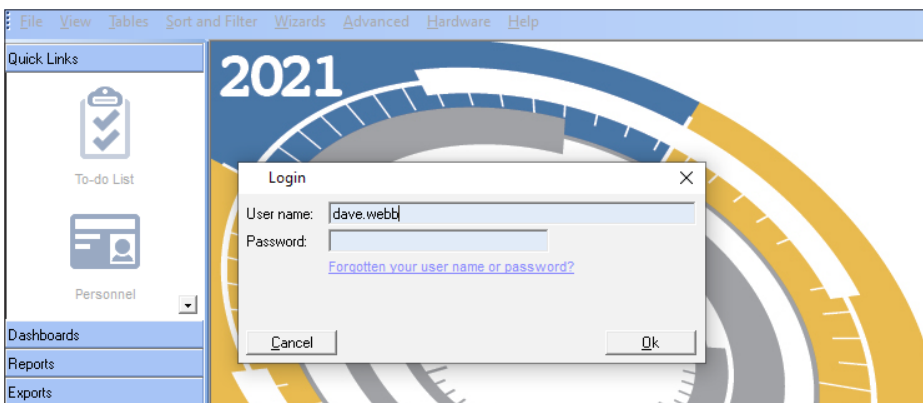 File View Tables Sort and Filter Wizards Advanced Hardware Help
Quick Links
2021
To-do List
Personnel
Login
User name: dave.webb
Password:
Forgotten your user name or password?
Cancel Ok
Dashboards
Reports
Exports